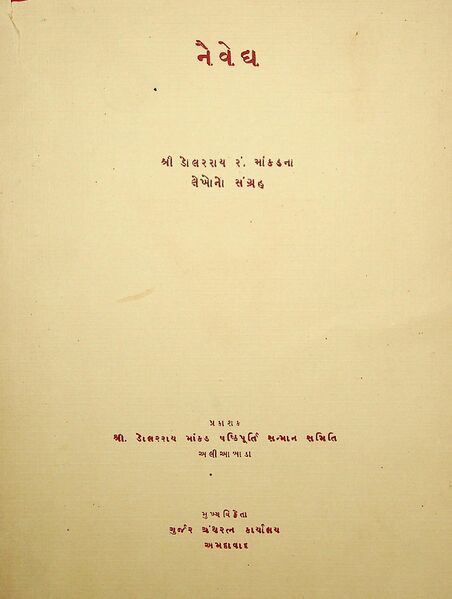 નૈવેદ્ય
શ્રી ડોલરરાય રં. માંકડના
લેખોનો સંગ્રહ
પ્રકાશક
શ્રી. ડોલરરાય માંકડ ષષ્ઠિપૂર્તિ સન્માન સમિતિ
અલીઆબાડા
મુખ્ય વિક્રેતા
ગુર્જર ગ્રંથરત્ન કાર્યાલય
અમદાવાદ